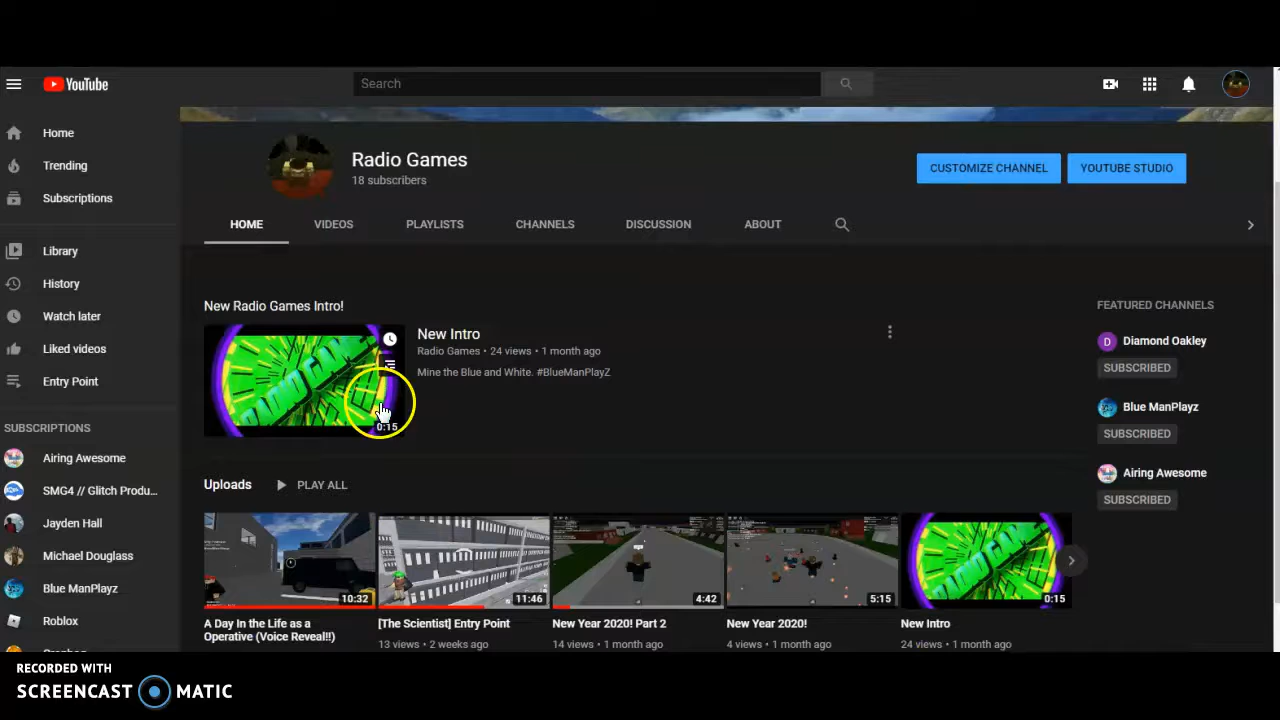 YouTube
Search
Home
Trending
Subscriptions
Library
History
Watch later
Liked videos
Entry Point
SUBSCRIPTIONS
Airing Awesome
SMG4 // Glitch Produ...
Jayden Hall
Michael Douglass
Blue ManPlayz
Roblox
Radio Games
18 subscribers
CUSTOMIZE CHANNEL
YOUTUBE STUDIO
HOME
VIDEOS
PLAYLISTS
CHANNELS
DISCUSSION
ABOUT
New Radio Games Intro!
RADIO GAMES
0:15
New Intro
Radio Games • 24 views • 1 month ago
Mine the Blue and White. #BlueManPlayZ
FEATURED CHANNELS
D
Diamond Oakley
SUBSCRIBED
Blue ManPlayz
SUBSCRIBED
Airing Awesome
SUBSCRIBED
Uploads
PLAY ALL
10:32
A Day In the Life as a
Operative (Voice Reveal!!)
11:46
[The Scientist] Entry Point
13 views • 2 weeks ago
4:42
New Year 2020! Part 2
14 views • 1 month ago
5:15
New Year 2020!
4 views • 1 month ago
RADIO GAMES
0:15
New Intro
24 views • 1 month ago
RECORDED WITH
SCREENCAST MATIC